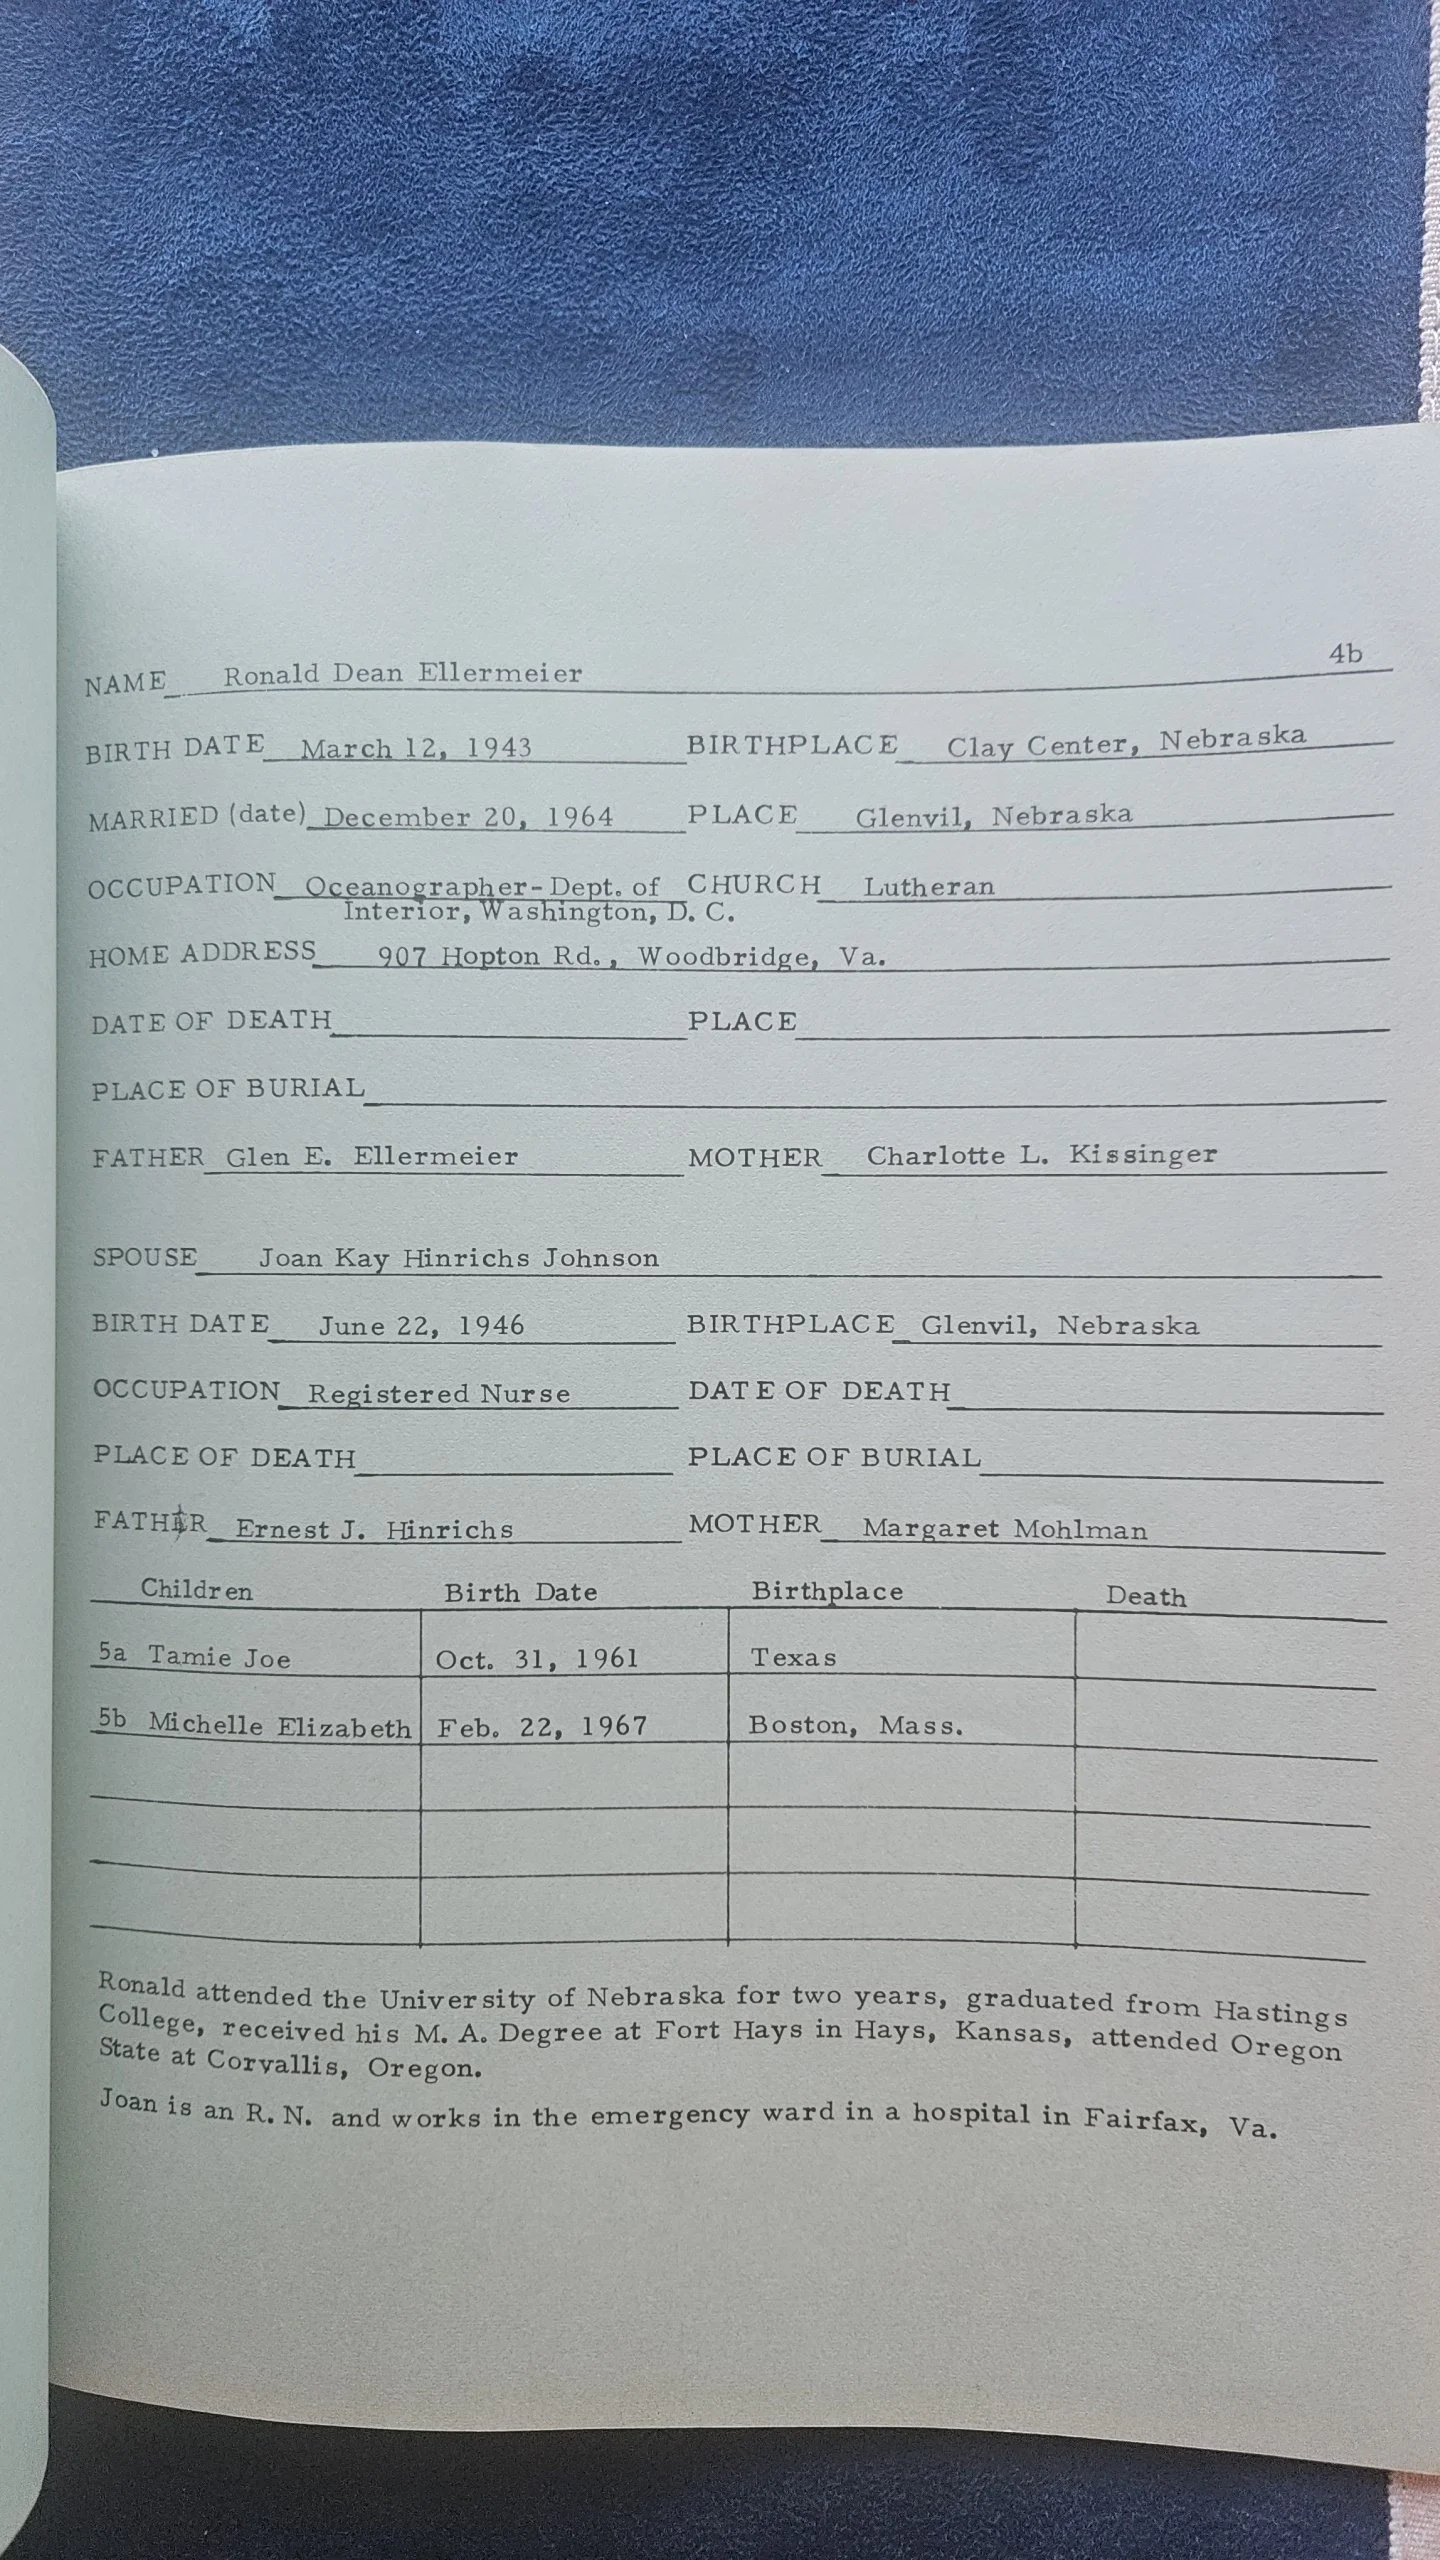 4b
NAME Ronald Dean Ellermeier
BIRTH DATE March 12, 1943 BIRTHPLACE Clay Center, Nebraska
MARRIED (date) December 20, 1964 PLACE Glenvil, Nebraska
OCCUPATION Oceanographer-Dept. of CHURCH Lutheran
Interior, Washington, D. C.
HOME ADDRESS 907 Hopton Rd., Woodbridge, Va.
DATE OF DEATH PLACE
PLACE OF BURIAL
FATHER Glen E. Ellermeier MOTHER Charlotte L. Kissinger
SPOUSE Joan Kay Hinrichs Johnson
BIRTH DATE June 22, 1946 BIRTHPLACE Glenvil, Nebraska
OCCUPATION Registered Nurse DATE OF DEATH
PLACE OF DEATH PLACE OF BURIAL
FATHER Ernest J. Hinrichs MOTHER Margaret Mohlman
Children Birth Date Birthplace Death
5a Tamie Joe Oct. 31, 1961 Texas
5b Michelle Elizabeth Feb. 22, 1967 Boston, Mass.
Ronald attended the University of Nebraska for two years, graduated from Hastings
College, received his M. A. Degree at Fort Hays in Hays, Kansas, attended Oregon
State at Corvallis, Oregon.
Joan is an R. N. and works in the emergency ward in a hospital in Fairfax, Va.